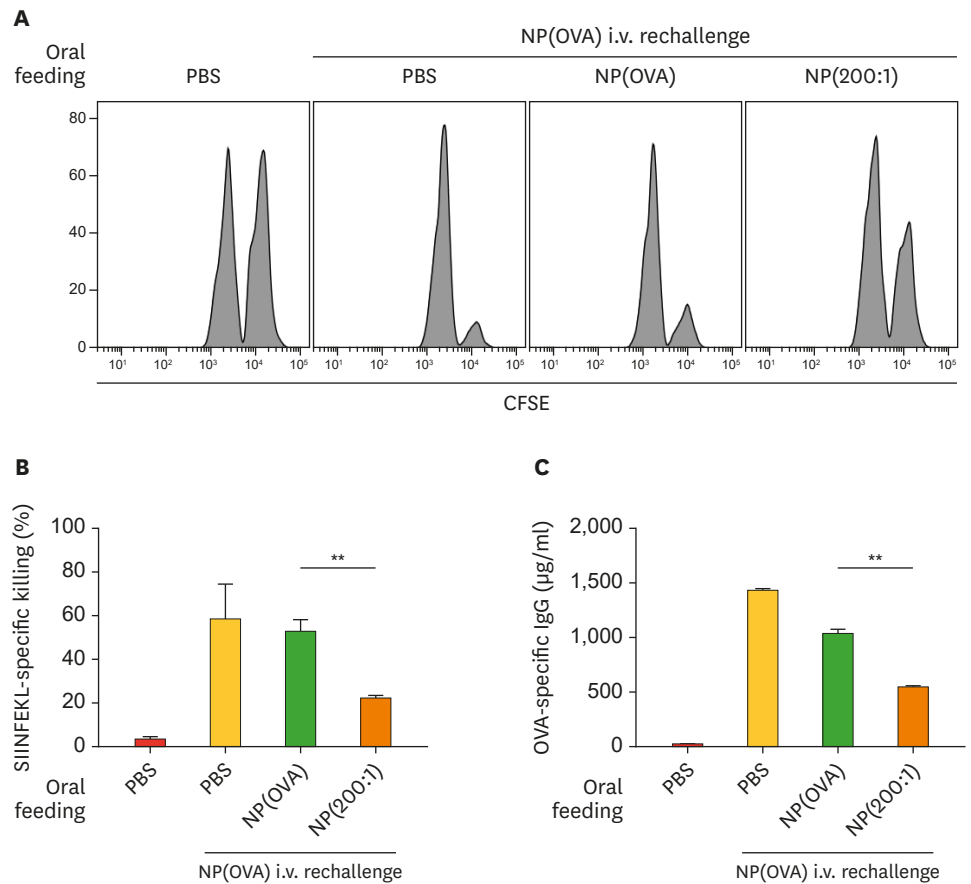 A
NP(OVA) i.v. rechallenge
Oral
feeding
PBS
PBS
NP(OVA)
NP(200:1)
80
60
40
20
0
10¹ 10² 10³ 10⁴ 10⁵
10¹ 10² 10³ 10⁴ 10⁵
10¹ 10² 10³ 10⁴ 10⁵
10¹ 10² 10³ 10⁴ 10⁵
CFSE
B
SIINFEKL-specific killing (%)
100
80
60
40
20
0
**
Oral
feeding
PBS
PBS
NP(OVA)
NP(200:1)
NP(OVA) i.v. rechallenge
C
OVA-specific IgG (μg/ml)
2,000
1,500
1,000
500
0
**
Oral
feeding
PBS
PBS
NP(OVA)
NP(200:1)
NP(OVA) i.v. rechallenge